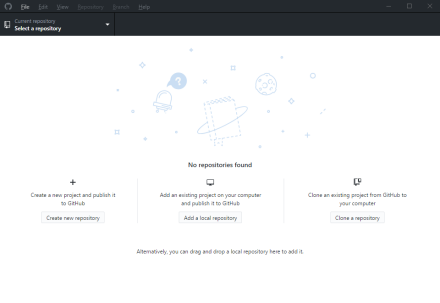 File Edit View Repository Branch Help
Current repository
Select a repository
?
No repositories found
Create a new project and publish it
to GitHub
Create new repository
Add an existing project on your computer
and publish it to GitHub
Add a local repository
Clone an existing project from GitHub to
your computer
Clone a repository
Alternatively, you can drag and drop a local repository here to add it.